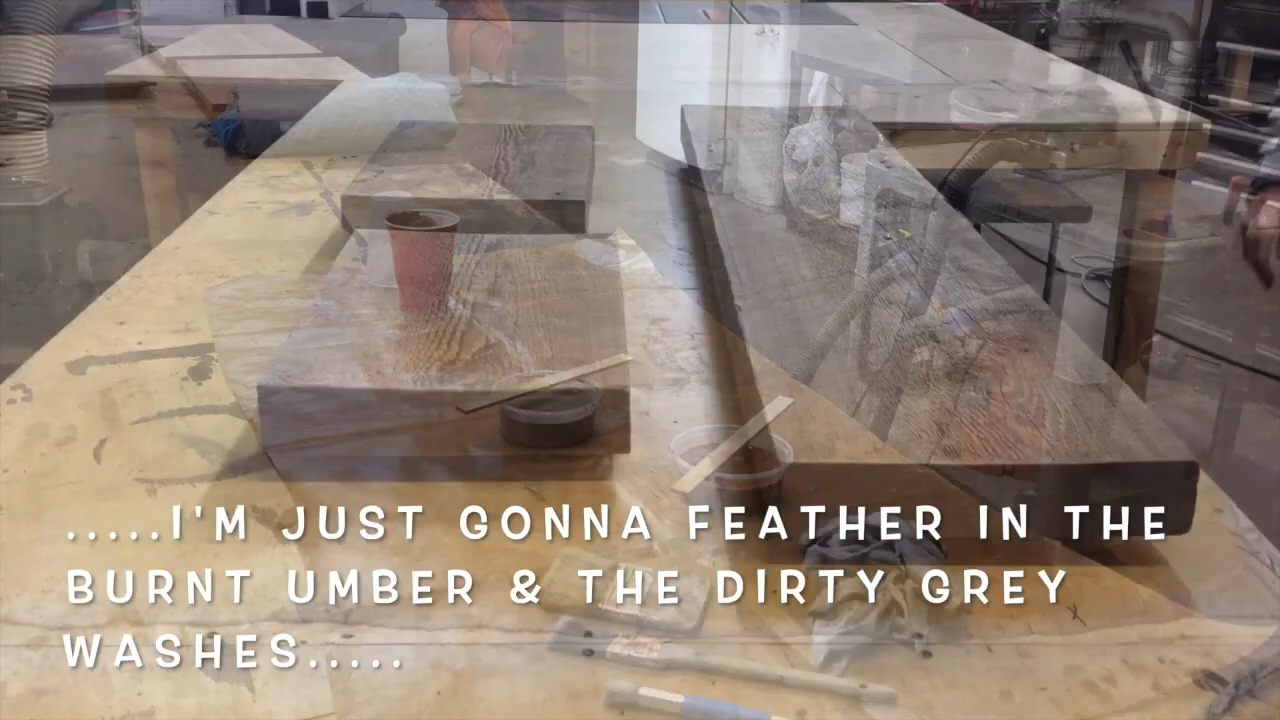 .....I'M JUST GONNA FEATHER IN THE
BURNT UMBER & THE DIRTY GREY
WASHES.....